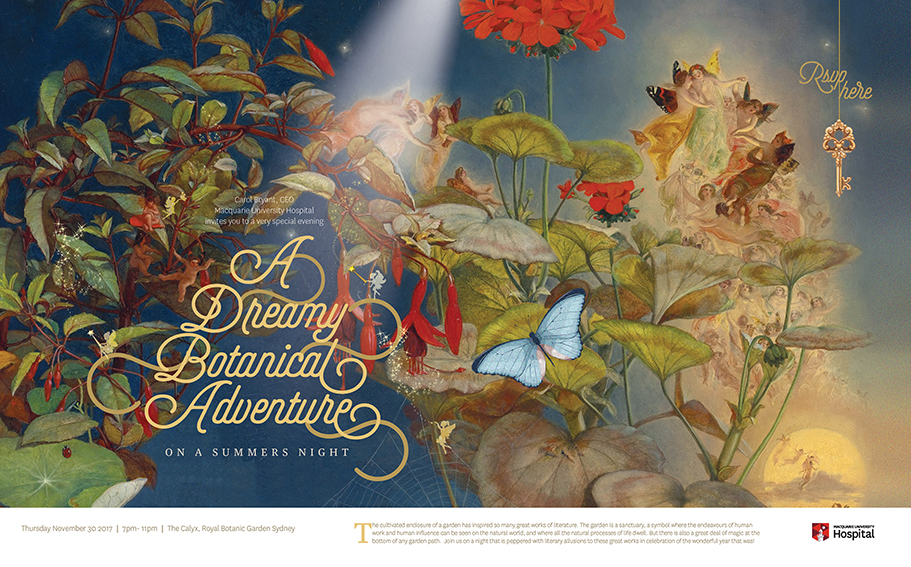 Rsvp
here
Carol Bryant, CEO
Macquarie University Hospital
invites you to a very special evening
A
Dreamy
Botanical
Adventure
ON A SUMMERS NIGHT
Thursday November 30 2017 | 7pm- 11pm | The Calyx, Royal Botanic Garden Sydney
The cultivated enclosure of a garden has inspired so many great works of literature. The garden is a sanctuary, a symbol where the endeavours of human
work and human influence can be seen on the natural world, and where all the natural processes of life dwell. But there is also a great deal of magic at the
bottom of any garden path. Join us on a night that is peppered with literary allusions to these great works in celebration of the wonderful year that was!
MACQUARIE UNIVERSITY
Hospital